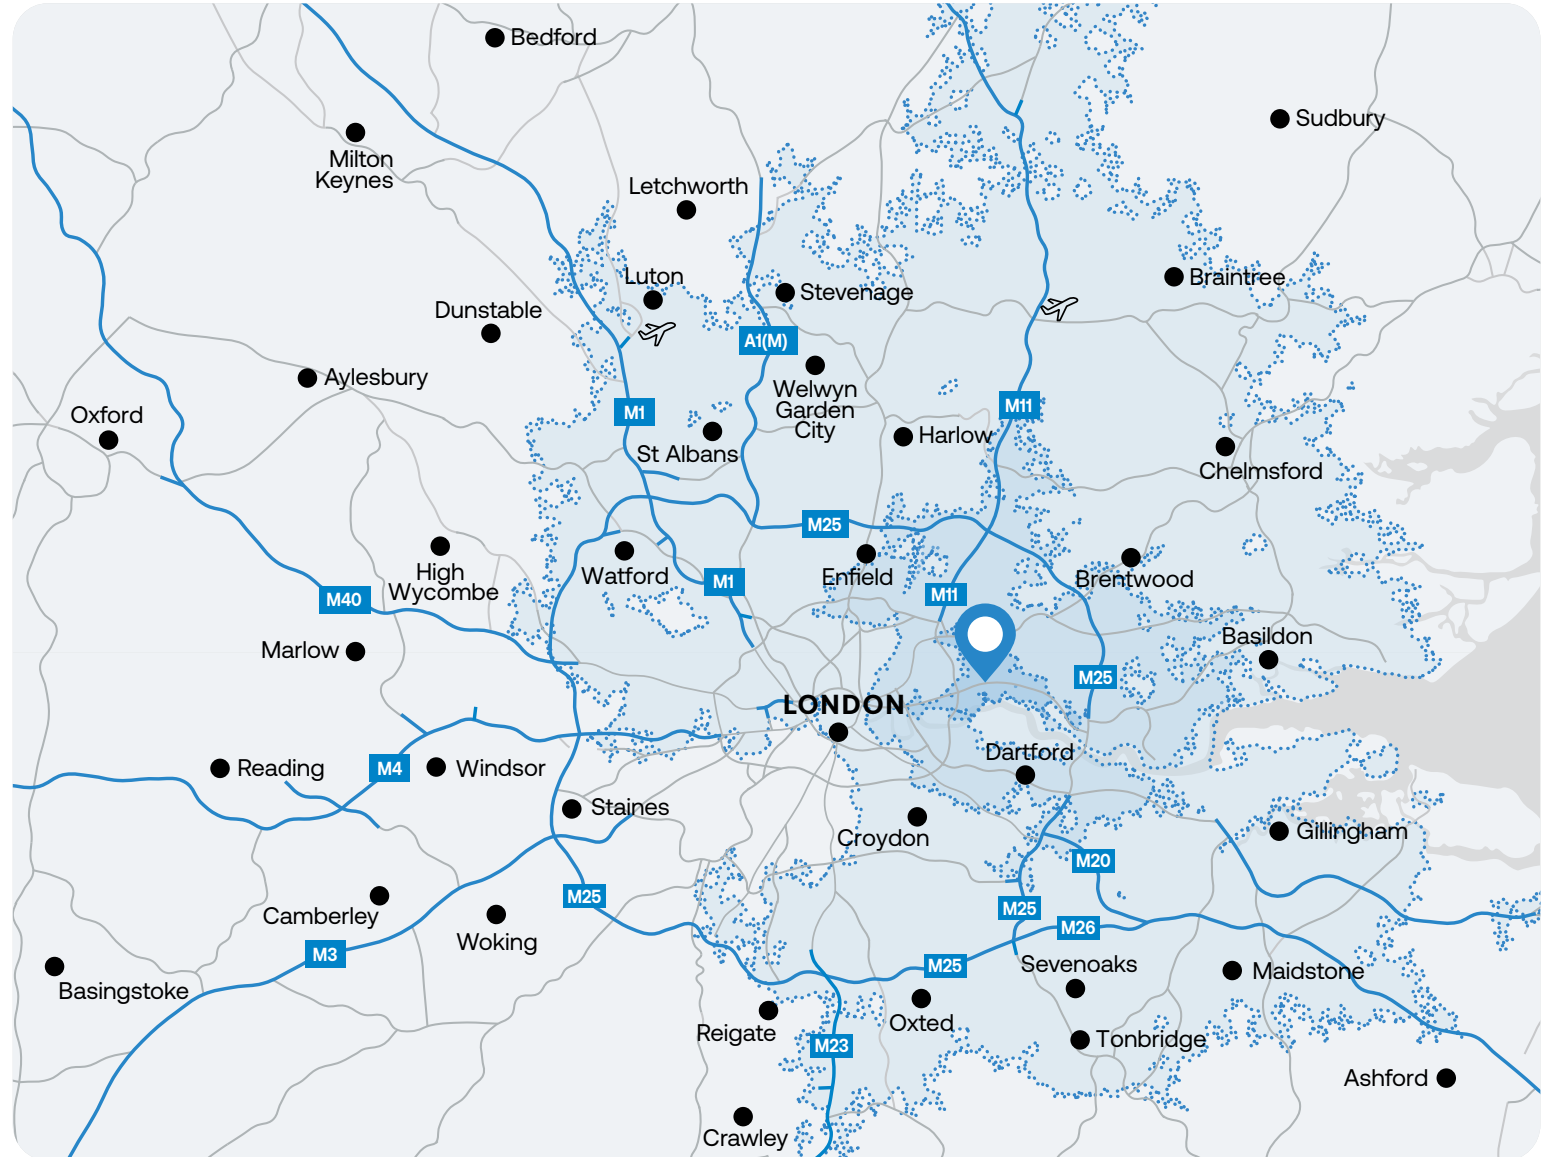 Bedford
Sudbury
Milton
Keynes
Letchworth
Luton
Stevenage
Braintree
Dunstable
A1(M)
Aylesbury
Welwyn
Garden
City
Oxford
M1
M11
Harlow
St Albans
Chelmsford
M25
High
Wycombe
Watford
M1
Enfield
M11
Brentwood
M40
Marlow
Basildon
M25
LONDON
Reading
M4
Windsor
Dartford
Staines
Croydon
Gillingham
M20
Camberley
M25
M25
Woking
M26
M3
M25
Sevenoaks
Maidstone
Basingstoke
Reigate
Oxted
M23
Tonbridge
Ashford
Crawley